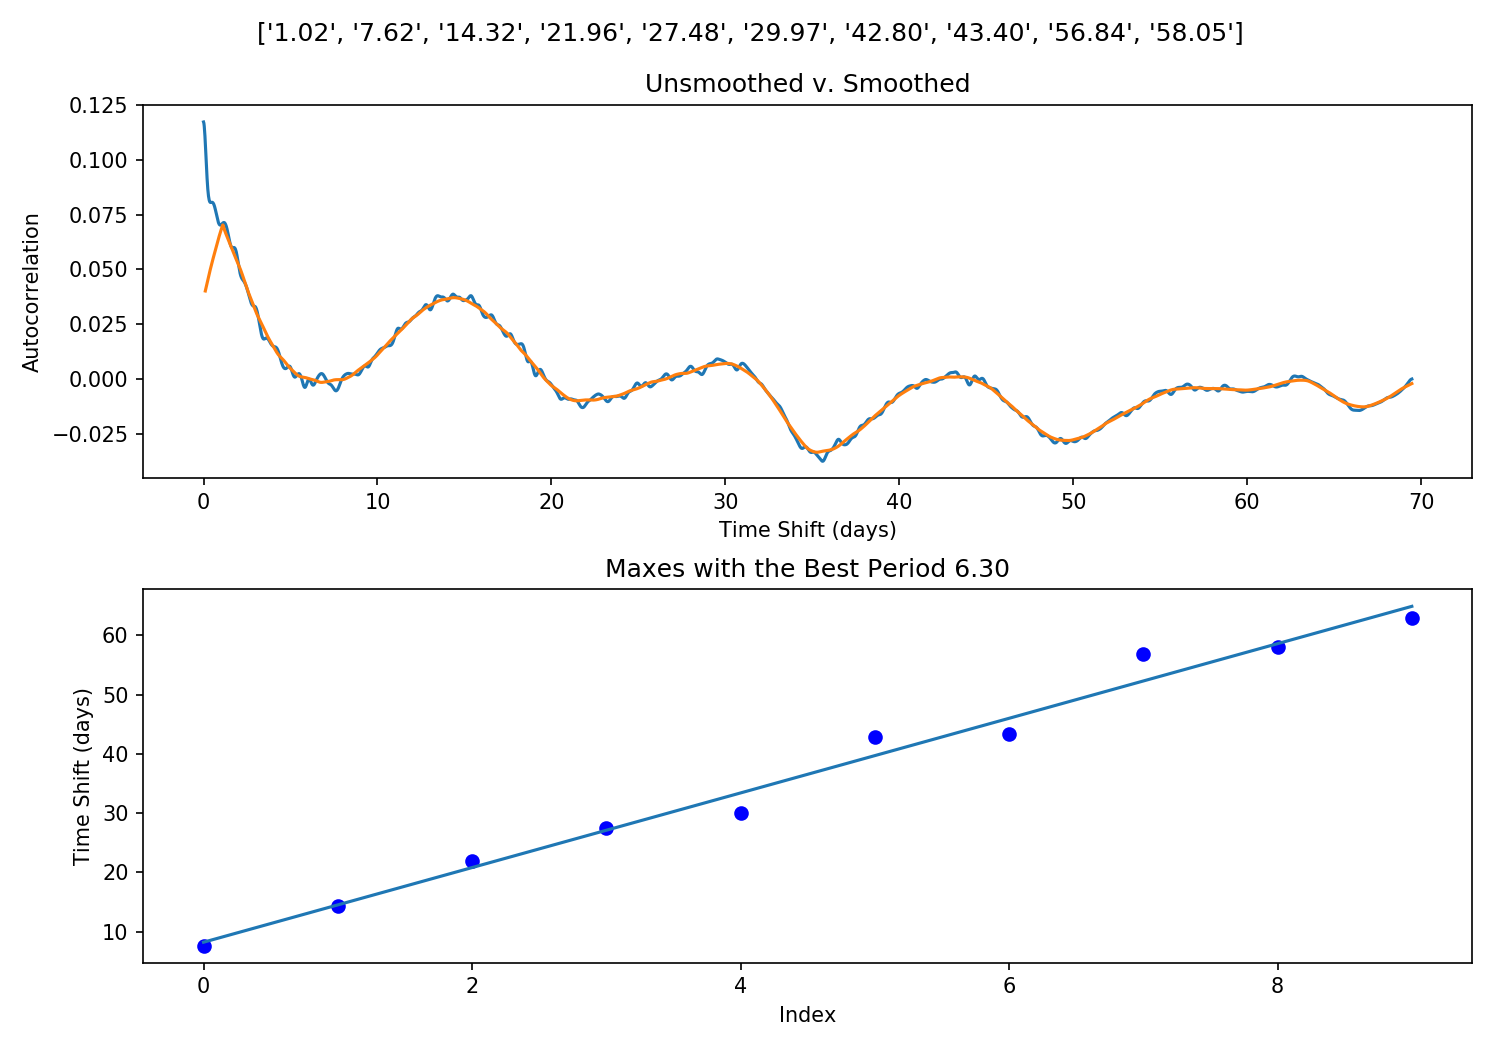 ['1.02', '7.62', '14.32', '21.96', '27.48', '29.97', '42.80', '43.40', '56.84', '58.05']
Unsmoothed v. Smoothed
0.125
0.100
0.075
0.050
0.025
0.000
−0.025
Autocorrelation
0 10 20 30 40 50 60 70
Time Shift (days)
Maxes with the Best Period 6.30
60
50
40
30
20
10
Time Shift (days)
0 2 4 6 8
Index